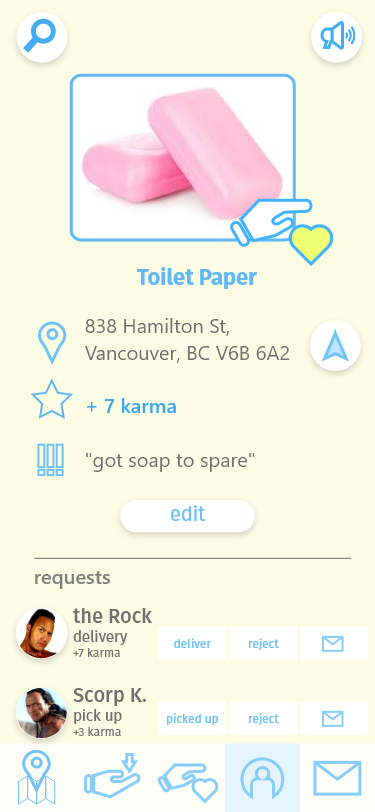 Toilet Paper
838 Hamilton St,
Vancouver, BC V6B 6A2
+ 7 karma
"got soap to spare"
edit
requests
the Rock
delivery
+7 karma
deliver reject
Scorp K.
pick up
+3 karma
picked up reject